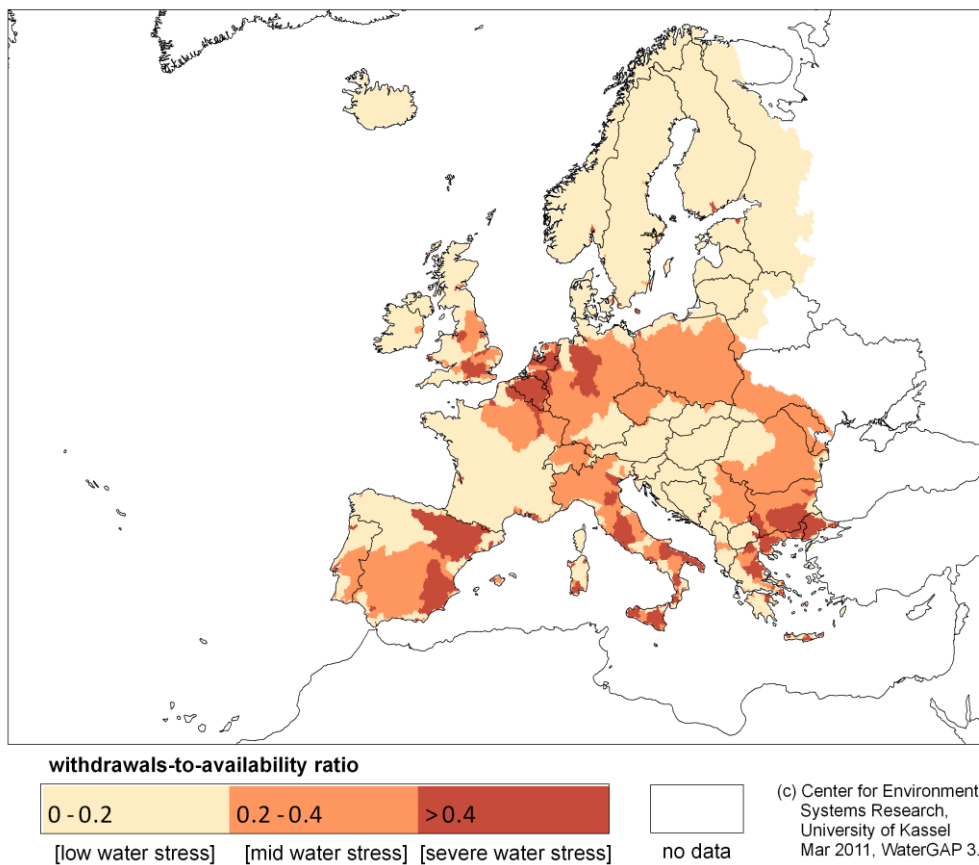 withdrawals-to-availability ratio
0 - 0.2
0.2 - 0.4
> 0.4
[low water stress]
[mid water stress]
[severe water stress]
no data
(c) Center for Environment
Systems Research,
University of Kassel
Mar 2011, WaterGAP 3.